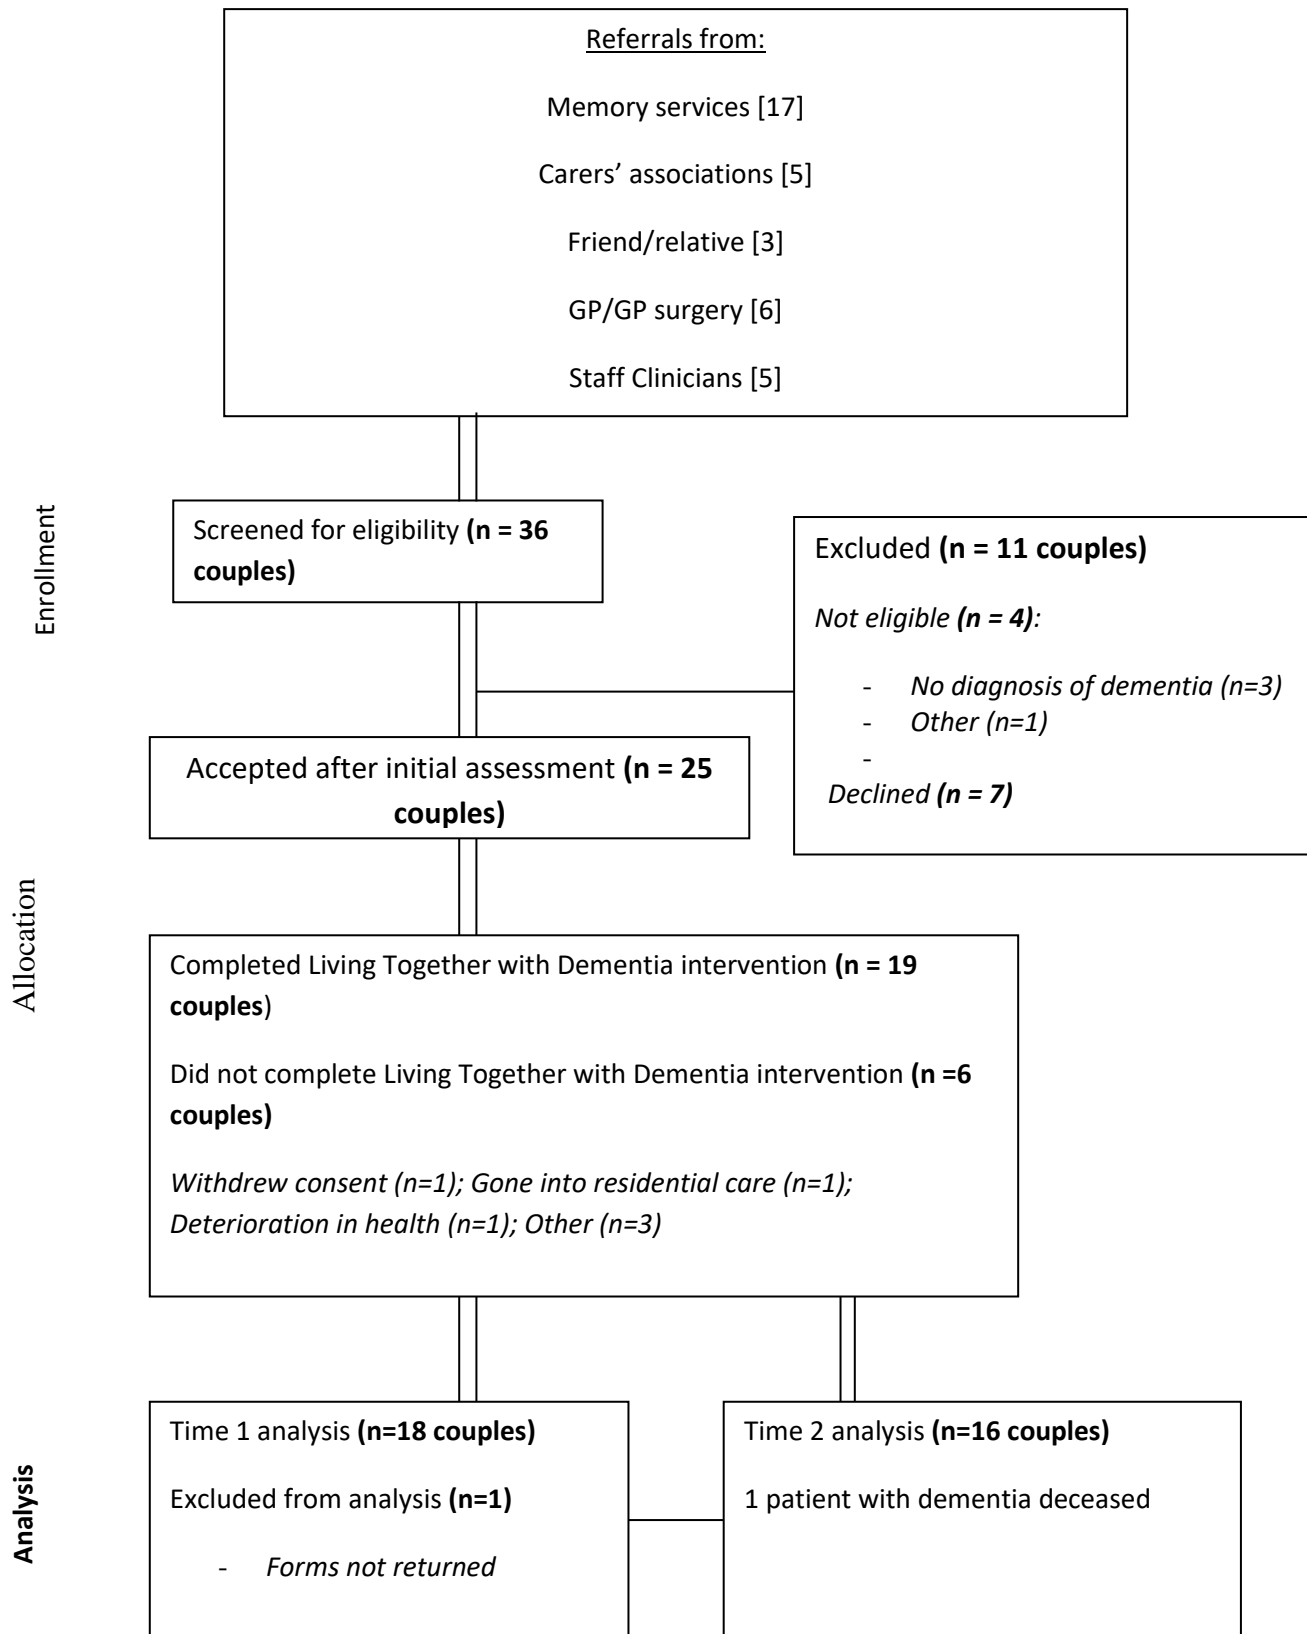 Referrals from:
Memory services [17]
Carers’ associations [5]
Friend/relative [3]
GP/GP surgery [6]
Staff Clinicians [5]
Enrollment
Screened for eligibility (n = 36
couples)
Excluded (n = 11 couples)
Not eligible (n = 4):
- No diagnosis of dementia (n=3)
- Other (n=1)
-
Declined (n = 7)
Accepted after initial assessment (n = 25
couples)
Allocation
Completed Living Together with Dementia intervention (n = 19
couples)
Did not complete Living Together with Dementia intervention (n =6
couples)
Withdrew consent (n=1); Gone into residential care (n=1);
Deterioration in health (n=1); Other (n=3)
Analysis
Time 1 analysis (n=18 couples)
Excluded from analysis (n=1)
- Forms not returned
Time 2 analysis (n=16 couples)
1 patient with dementia deceased